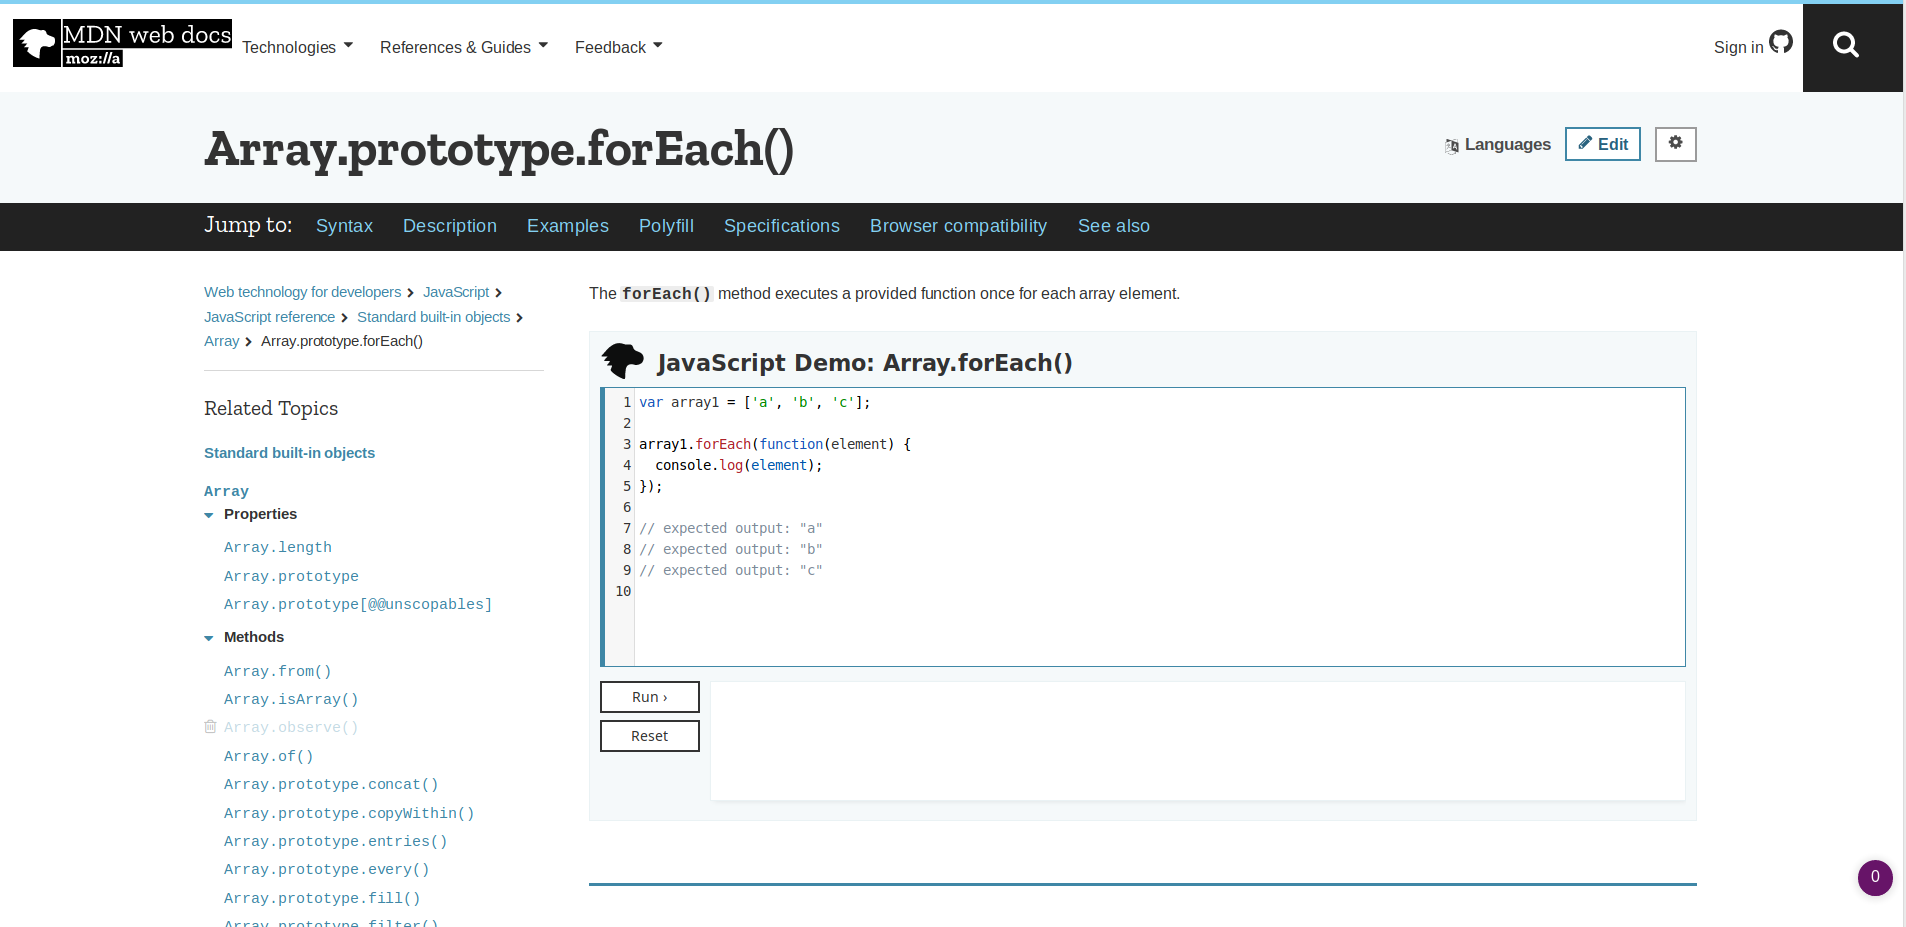 MDN web docs
moz://a
Technologies
References & Guides
Feedback
Sign in
Array.prototype.forEach()
Languages
Edit
Jump to:
Syntax
Description
Examples
Polyfill
Specifications
Browser compatibility
See also
Web technology for developers
JavaScript
JavaScript reference
Standard built-in objects
Array
Array.prototype.forEach()
Related Topics
Standard built-in objects
Array
Properties
Array.length
Array.prototype
Array.prototype[@@unscopables]
Methods
Array.from()
Array.isArray()
Array.observe()
Array.of()
Array.prototype.concat()
Array.prototype.copyWithin()
Array.prototype.entries()
Array.prototype.every()
Array.prototype.fill()
Array.prototype.filter()
The forEach() method executes a provided function once for each array element.
JavaScript Demo: Array.forEach()
1 var array1 = ['a', 'b', 'c'];
2
3 array1.forEach(function(element) {
4   console.log(element);
5 });
6
7 // expected output: "a"
8 // expected output: "b"
9 // expected output: "c"
10
Run ›
Reset
0